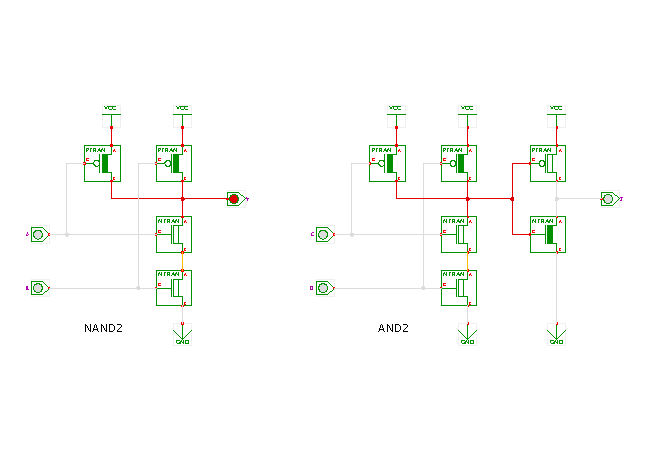 VCC VCC VCC VCC VCC
PTRAN PTRAN PTRAN PTRAN PTRAN
NTRAN NTRAN NTRAN
NTRAN NTRAN
NAND2 AND2
GND GND GND